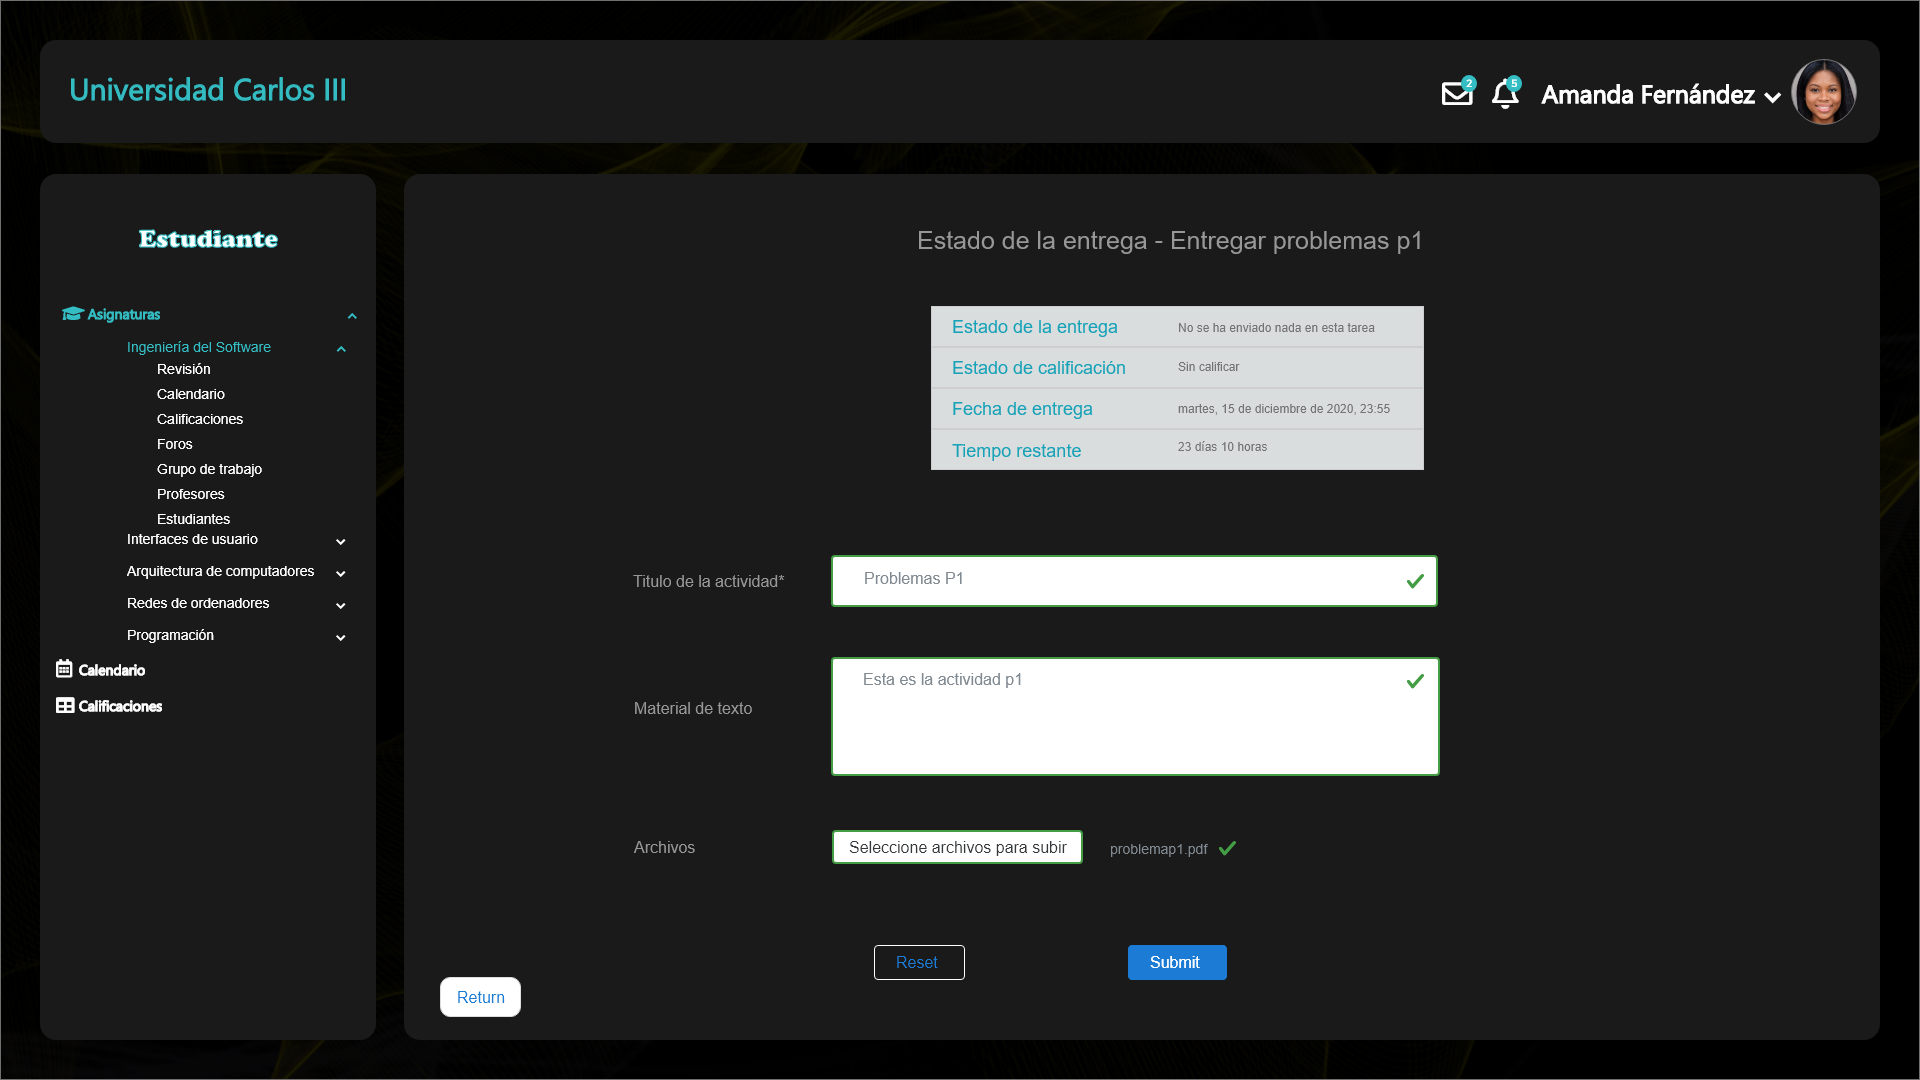 Universidad Carlos III
2
5
Amanda Fernández
Estudiante
Asignaturas
Ingeniería del Software
Revisión
Calendario
Calificaciones
Foros
Grupo de trabajo
Profesores
Estudiantes
Interfaces de usuario
Arquitectura de computadores
Redes de ordenadores
Programación
Calendario
Calificaciones
Estado de la entrega - Entregar problemas p1
Estado de la entrega No se ha enviado nada en esta tarea
Estado de calificación Sin calificar
Fecha de entrega martes, 15 de diciembre de 2020, 23:55
Tiempo restante 23 días 10 horas
Titulo de la actividad* Problemas P1
Esta es la actividad p1
Material de texto
Archivos Seleccione archivos para subir problemap1.pdf
Reset Submit
Return